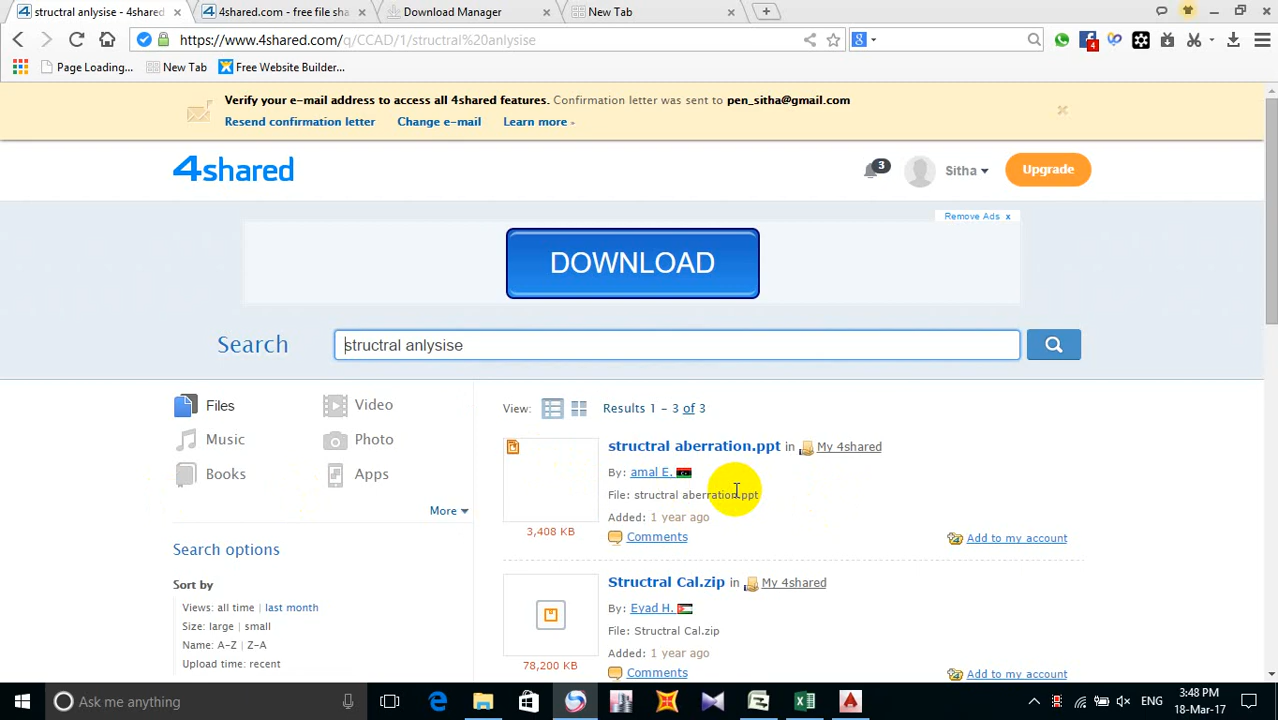 structral anlysise - 4shared
4shared.com - free file sha
Download Manager
New Tab
https://www.4shared.com/q/CCAD/1/structral%20anlysise
4
Page Loading...
New Tab
Free Website Builder...
Verify your e-mail address to access all 4shared features. Confirmation letter was sent to pen_sitha@gmail.com
Resend confirmation letter
Change e-mail
Learn more »
4shared
3
Sitha
Upgrade
Remove Ads x
DOWNLOAD
Search
structral anlysise
Files
Video
Music
Photo
Books
Apps
More
Search options
Sort by
Views: all time | last month
Size: large | small
Name: A-Z | Z-A
Upload time: recent
View:
Results 1 – 3 of 3
structral aberration.ppt in My 4shared
By: amal E.
File: structral aberration.ppt
Added: 1 year ago
3,408 KB
Comments
Add to my account
Structral Cal.zip in My 4shared
By: Eyad H.
File: Structral Cal.zip
Added: 1 year ago
78,200 KB
Comments
Add to my account
Ask me anything
ENG
3:48 PM
18-Mar-17